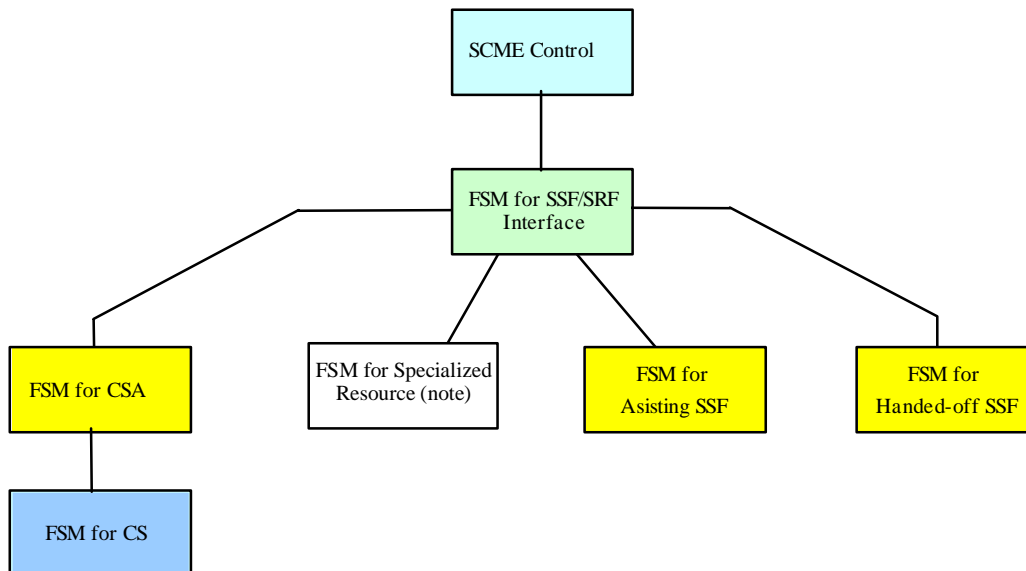 SCME Control
FSM for SSF/SRF
Interface
FSM for CSA
FSM for Specialized
Resource (note)
FSM for
Asisting SSF
FSM for
Handed-off SSF
FSM for CS